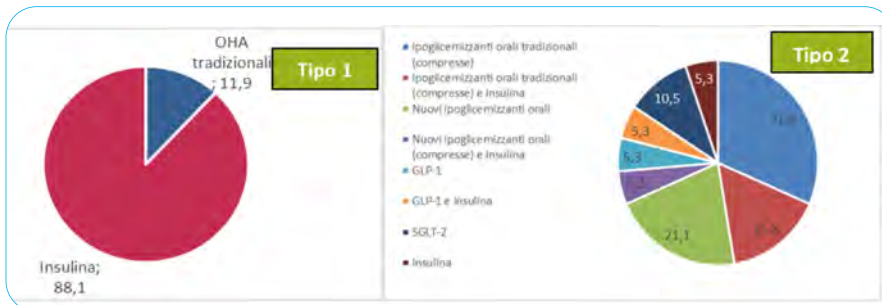 OHA
tradizionali
; 11,9
Tipo 1
Insulina;
88,1
Ipoglicemizzanti orali tradizionali
(compresse)
Ipoglicemizzanti orali tradizionali
(compresse) e Insulina
Nuovi ipoglicemizzanti orali
Nuovi ipoglicemizzanti orali
(compresse) e Insulina
GLP-1
GLP-1 e Insulina
SGLT-2
Insulina
Tipo 2
5,3
10,5
5,3
5,3
21,1